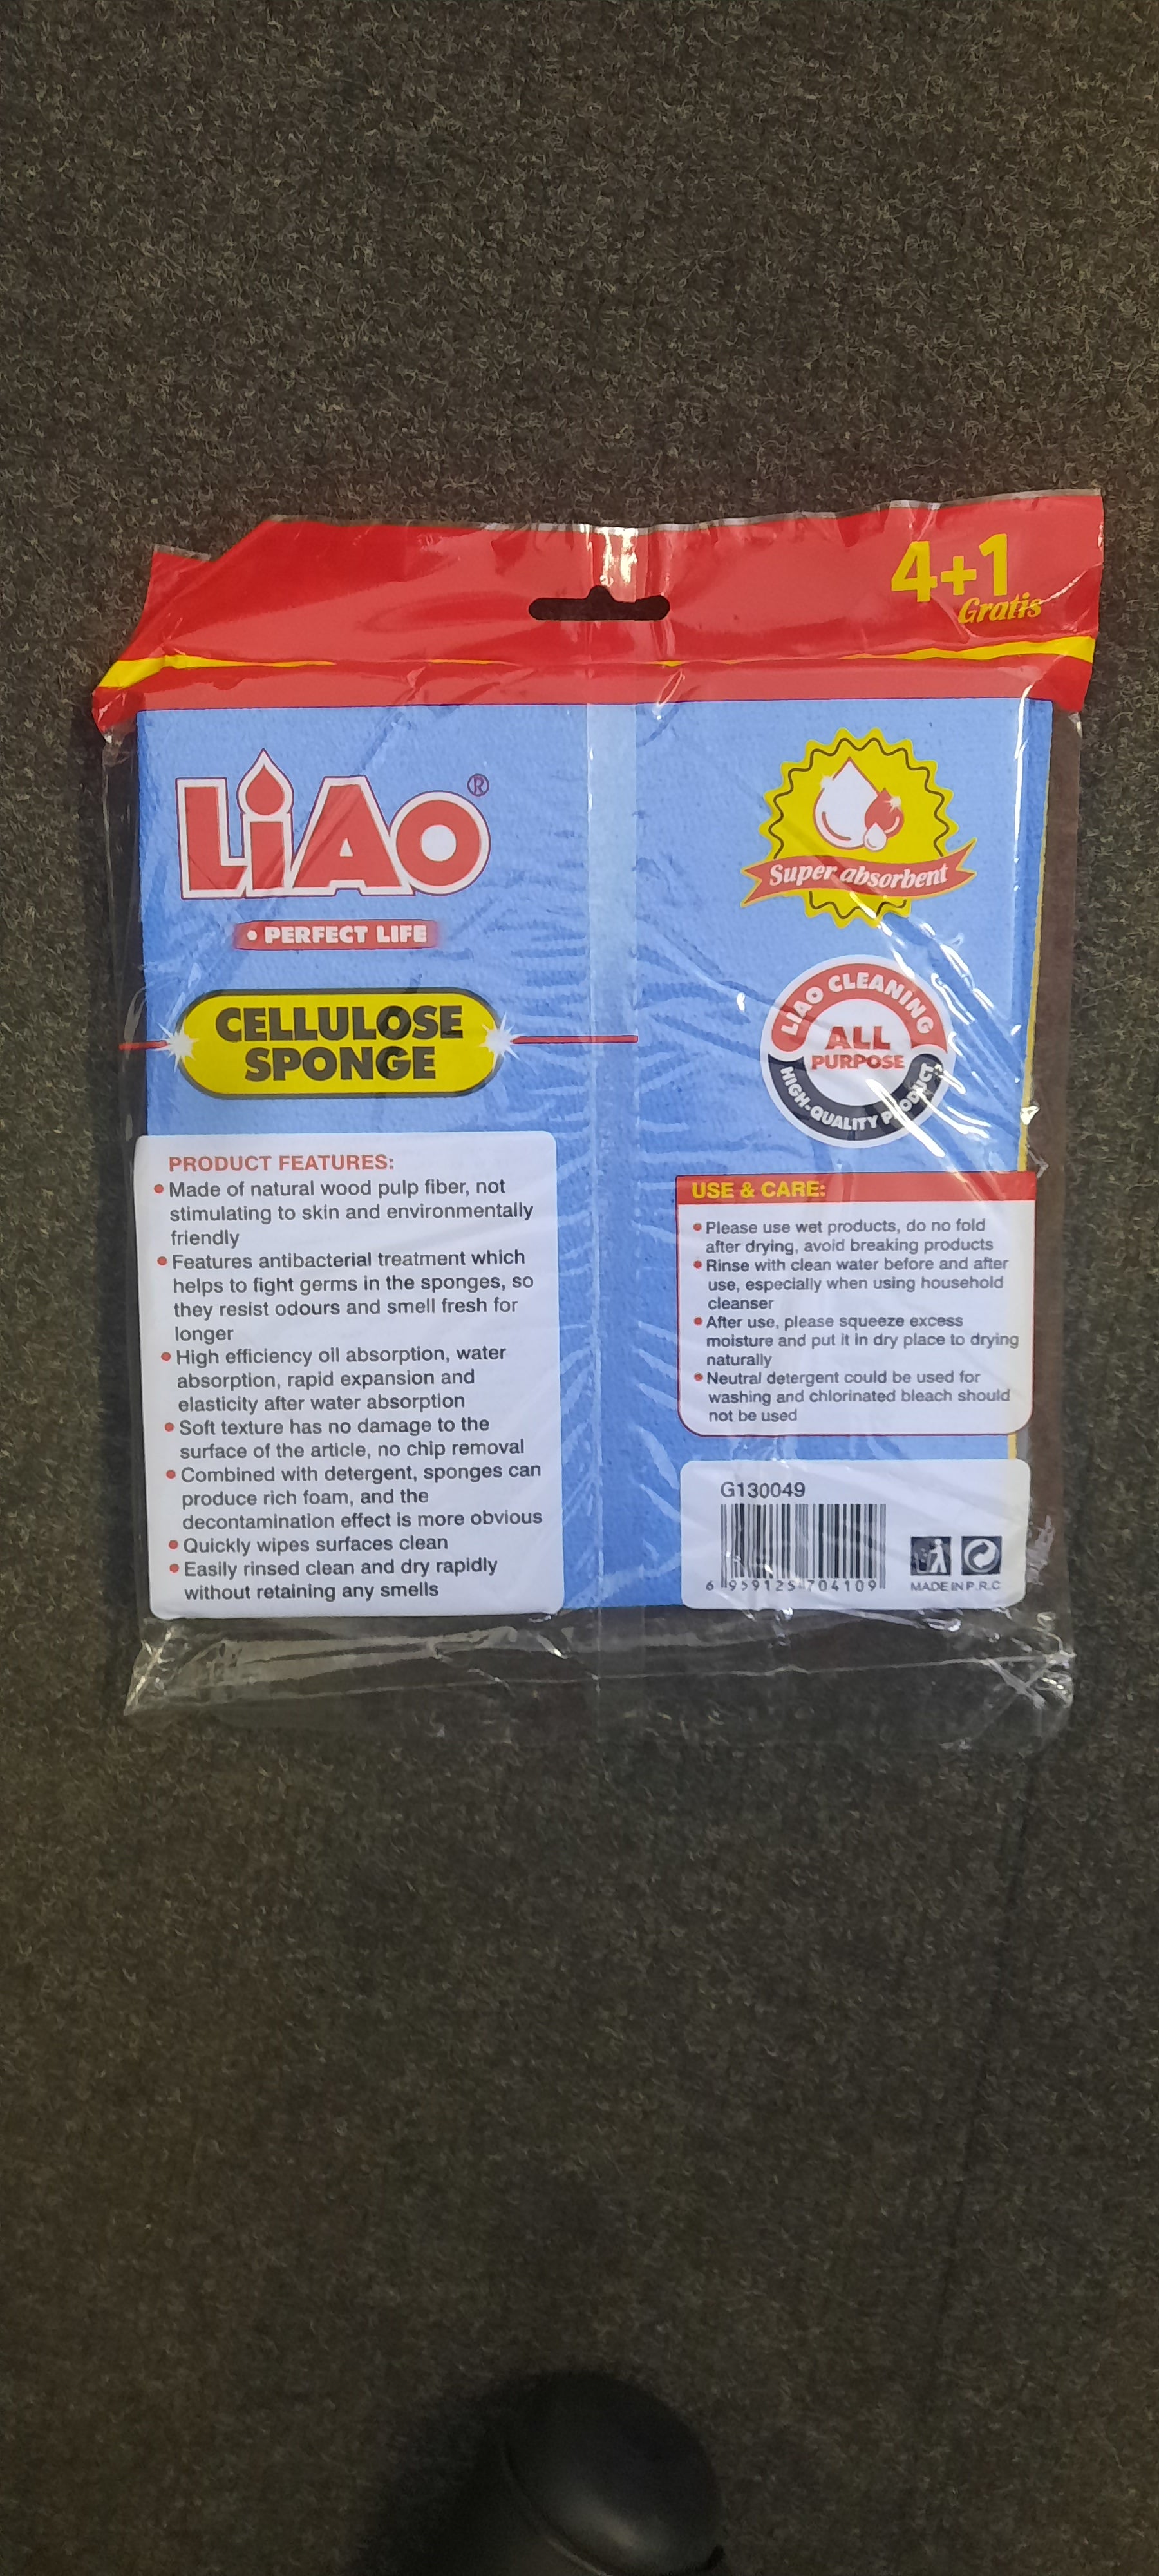 4+1
Gratis
LiAO®
• PERFECT LIFE
CELLULOSE
SPONGE
Super absorbent
LIAO CLEANING
ALL
PURPOSE
HIGH-QUALITY PRODUCT
PRODUCT FEATURES:
• Made of natural wood pulp fiber, not
stimulating to skin and environmentally
friendly
• Features antibacterial treatment which
helps to fight germs in the sponges, so
they resist odours and smell fresh for
longer
• High efficiency oil absorption, water
absorption, rapid expansion and
elasticity after water absorption
• Soft texture has no damage to the
surface of the article, no chip removal
• Combined with detergent, sponges can
produce rich foam, and the
decontamination effect is more obvious
• Quickly wipes surfaces clean
• Easily rinsed clean and dry rapidly
without retaining any smells
USE & CARE:
• Please use wet products, do no fold
after drying, avoid breaking products
• Rinse with clean water before and after
use, especially when using household
cleanser
• After use, please squeeze excess
moisture and put it in dry place to drying
naturally
• Neutral detergent could be used for
washing and chlorinated bleach should
not be used
G130049
6 959125 704109
MADE IN P.R.C